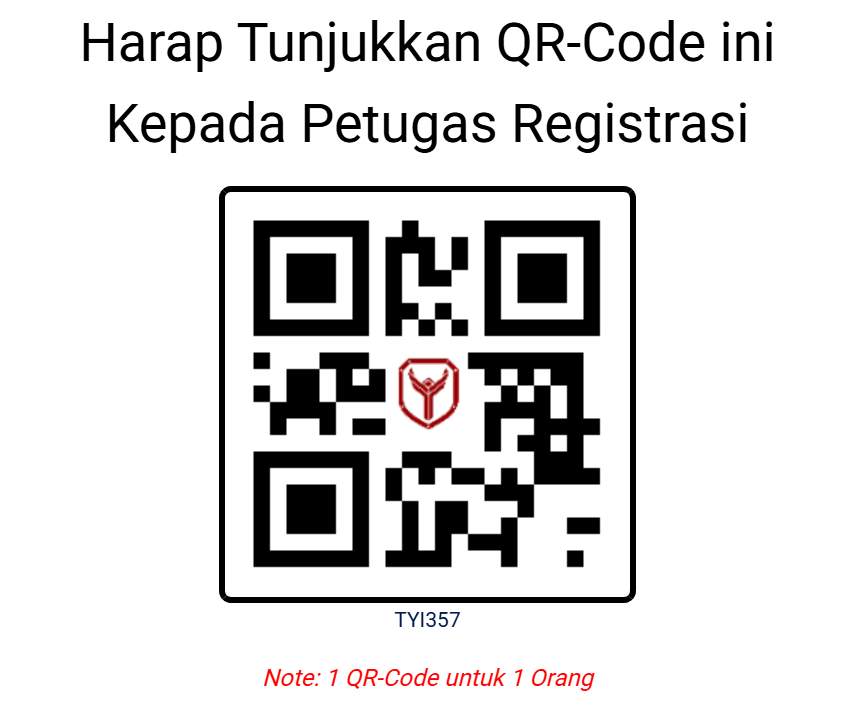 Harap Tunjukkan QR-Code ini
Kepada Petugas Registrasi
TYI357
Note: 1 QR-Code untuk 1 Orang